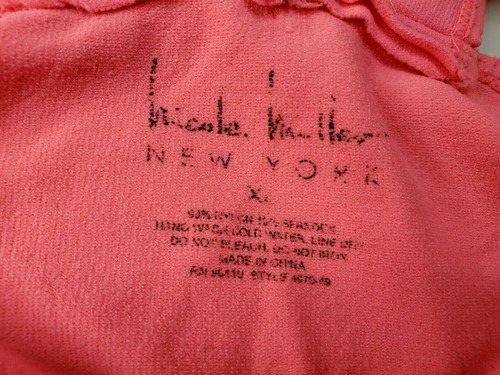 nicole miller
NEW YORK
X
NYLON SPANDEX
HAND WASH COLD WATER, LINE DRY
DO NOT BLEACH, DO NOT IRON
MADE IN CHINA
RN STYLE